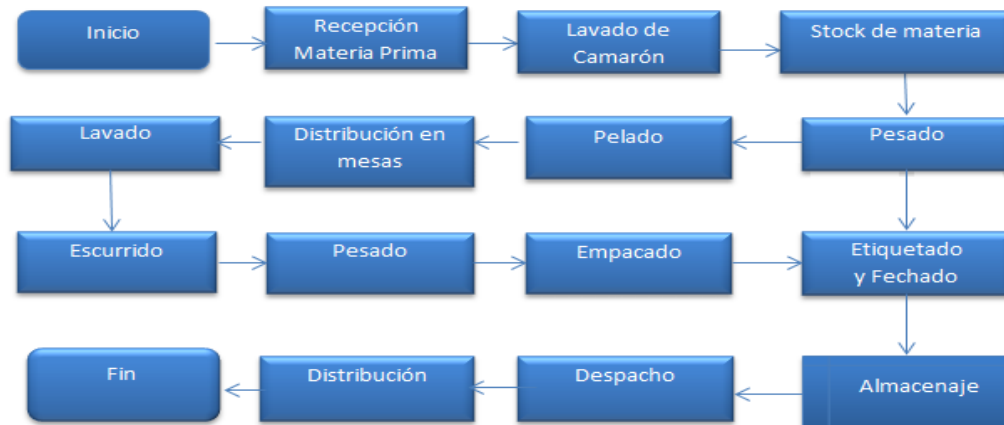 Inicio
Recepción
Materia Prima
Lavado de
Camarón
Stock de materia
Pesado
Pelado
Distribución en
mesas
Lavado
Escurrido
Pesado
Empacado
Etiquetado
y Fechado
Almacenaje
Despacho
Distribución
Fin